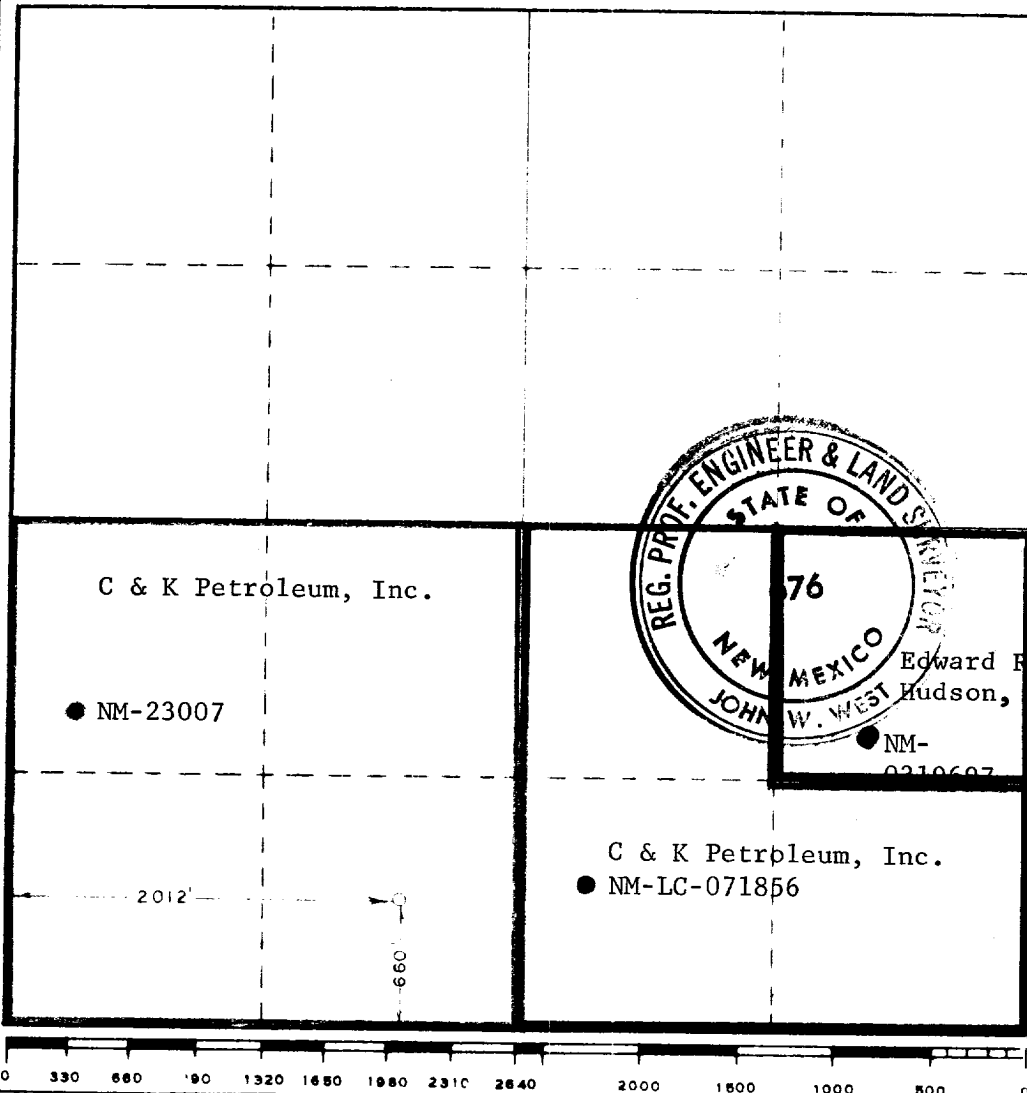 REG. PROF. ENGINEER & LAND SURVEYOR
STATE OF
676
NEW MEXICO
JOHN W. WEST
C & K Petroleum, Inc.
NM-23007
Edward R
Hudson,
NM-
0319697
C & K Petroleum, Inc.
NM-LC-071856
2012'
660'
0 330 660 '90 1320 1650 1980 2310 2640 2000 1500 1000 500 0